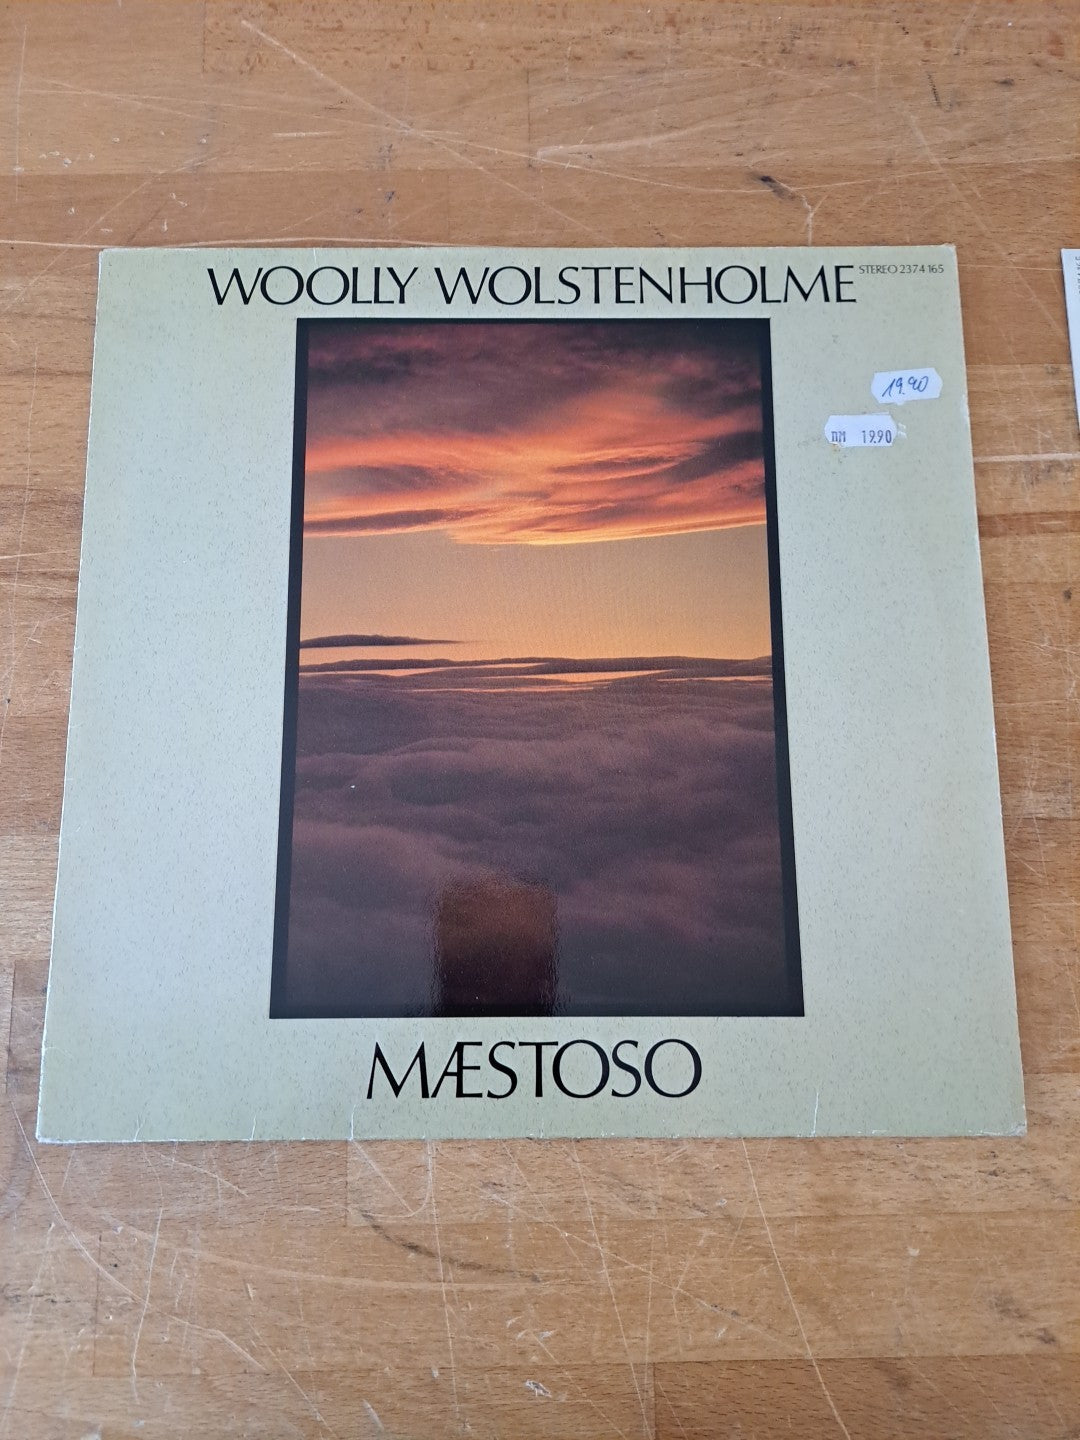 WOOLLY WOLSTENHOLME
STEREO 2374 165
19.90
DM 19.90
MÆSTOSO